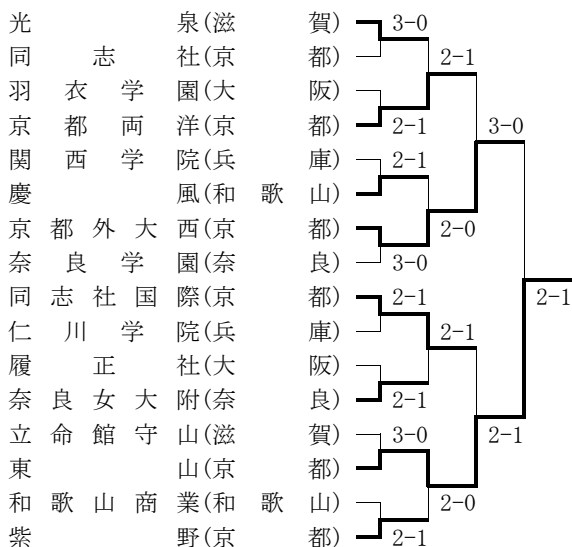 光泉(滋賀) 3-0
同志社(京都) 2-1
羽衣学園(大阪)
京都両洋(京都) 2-1 3-0
関西学院(兵庫) 2-1
慶風(和歌山)
京都外大西(京都) 2-0
奈良学園(奈良) 3-0
同志社国際(京都) 2-1 2-1
仁川学院(兵庫) 2-1
履正社(大阪)
奈良女大附(奈良) 2-1
立命館守山(滋賀) 3-0 2-1
東山(京都)
和歌山商業(和歌山) 2-0
紫野(京都) 2-1